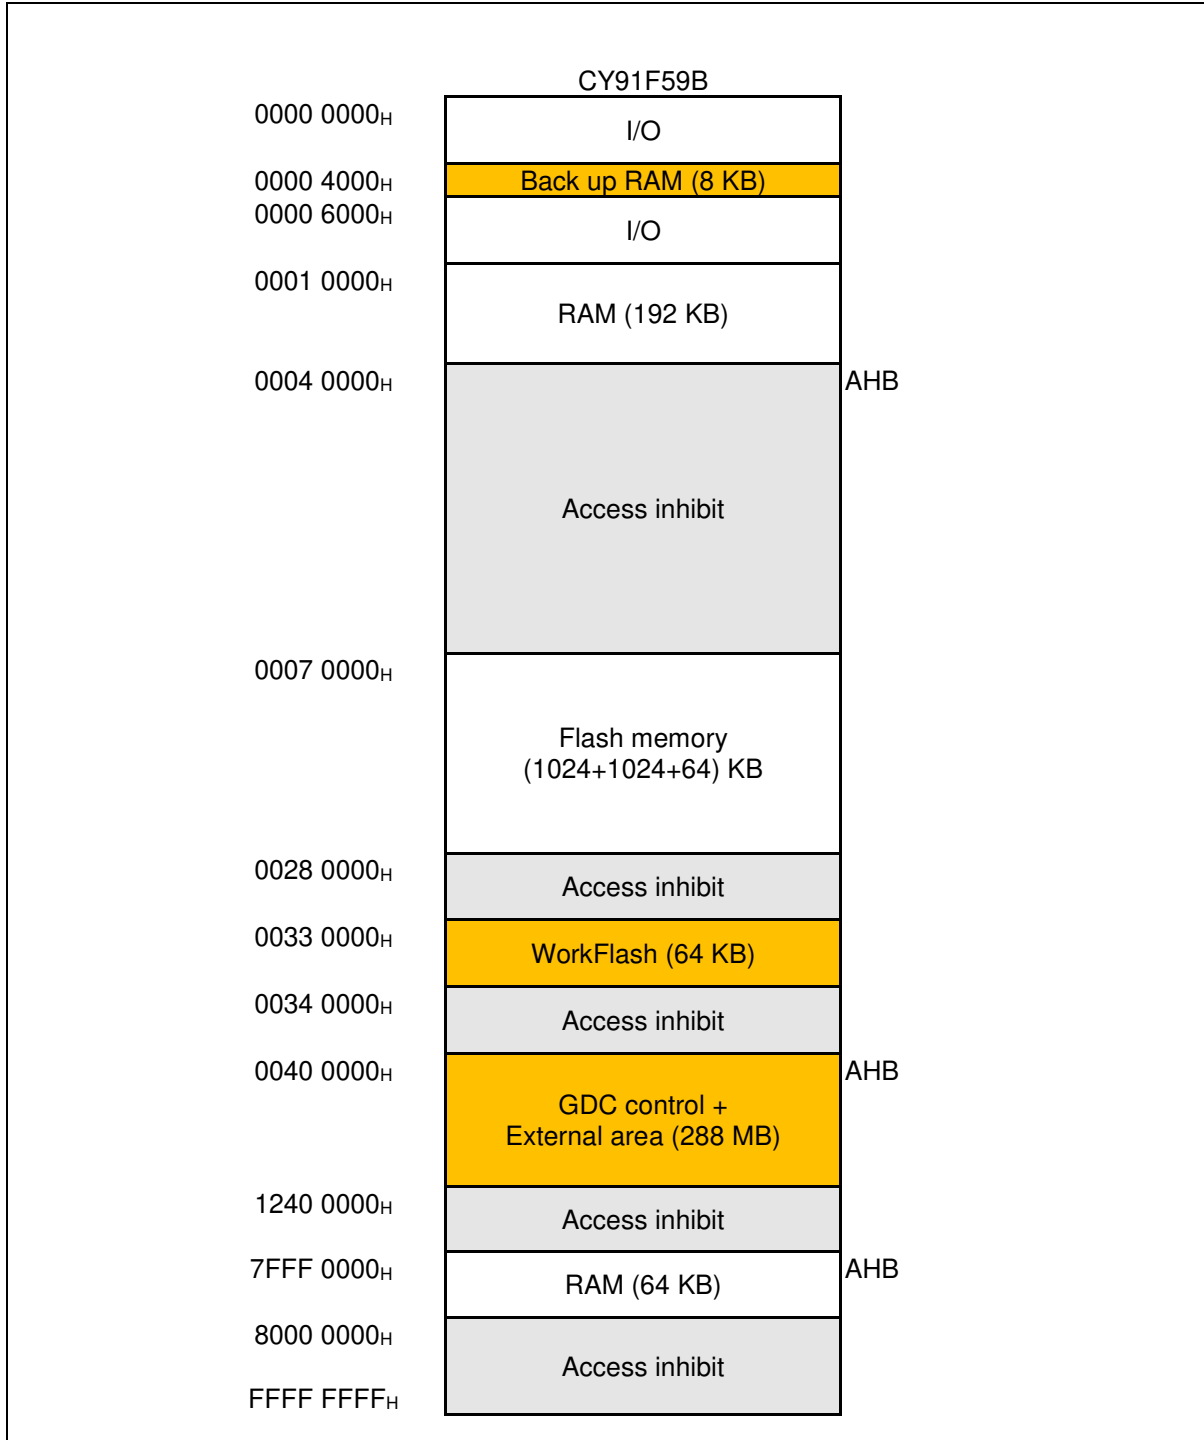 CY91F59B
0000 0000H
I/O
0000 4000H
Back up RAM (8 KB)
0000 6000H
I/O
0001 0000H
RAM (192 KB)
0004 0000H
AHB
Access inhibit
0007 0000H
Flash memory
(1024+1024+64) KB
0028 0000H
Access inhibit
0033 0000H
WorkFlash (64 KB)
0034 0000H
Access inhibit
0040 0000H
AHB
GDC control +
External area (288 MB)
1240 0000H
Access inhibit
7FFF 0000H
AHB
RAM (64 KB)
8000 0000H
Access inhibit
FFFF FFFFH